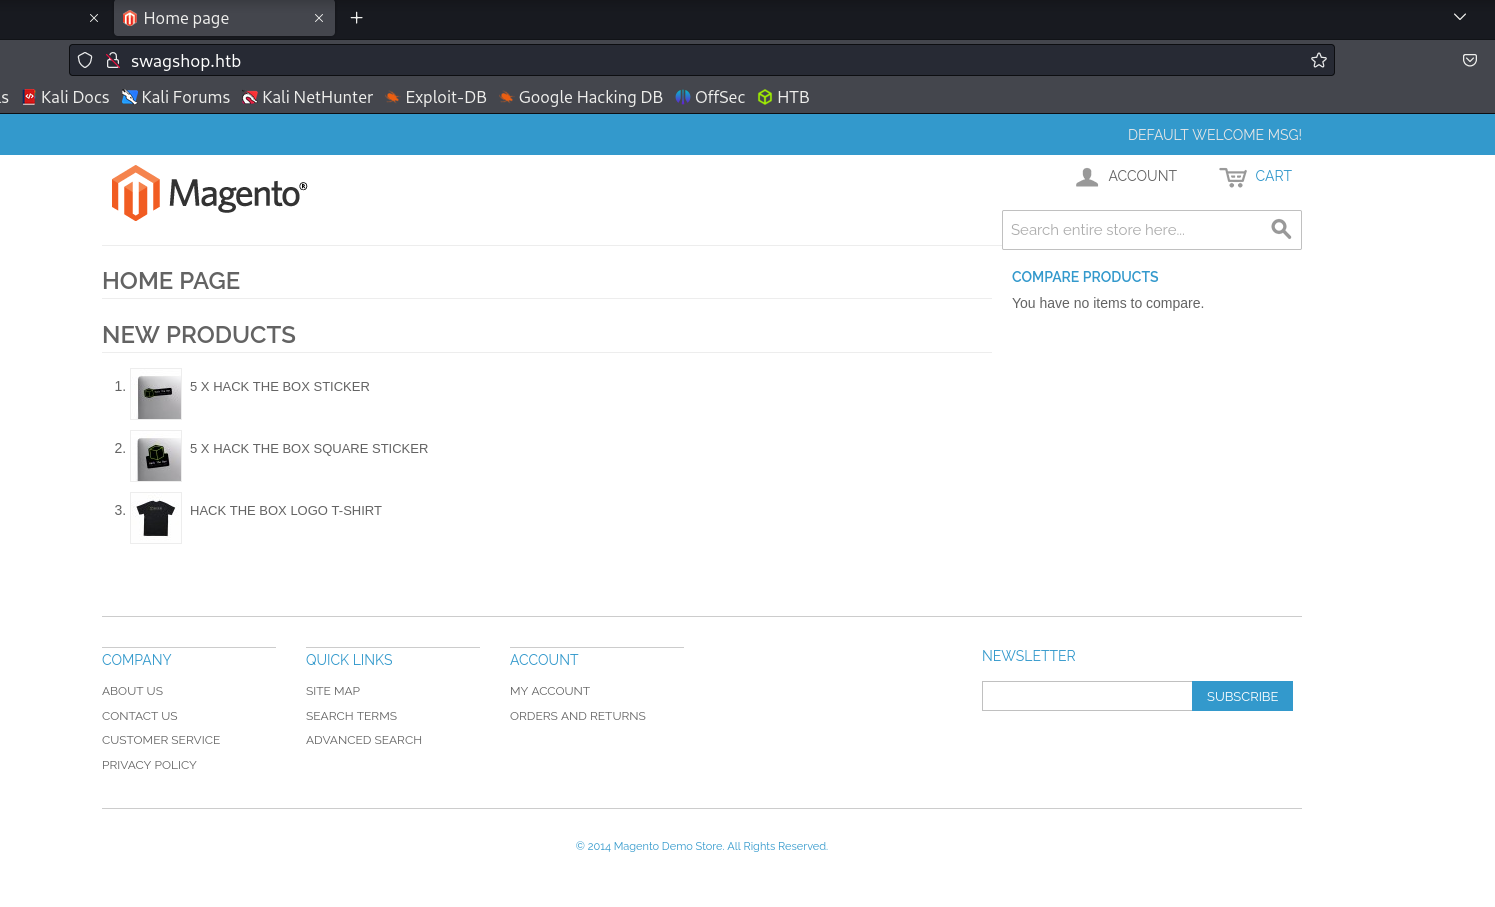 Home page
swagshop.htb
s Kali Docs Kali Forums Kali NetHunter Exploit-DB Google Hacking DB OffSec HTB
DEFAULT WELCOME MSG!
Magento®
ACCOUNT CART
Search entire store here...
HOME PAGE
COMPARE PRODUCTS
You have no items to compare.
NEW PRODUCTS
1. 5 X HACK THE BOX STICKER
2. 5 X HACK THE BOX SQUARE STICKER
3. HACK THE BOX LOGO T-SHIRT
COMPANY
ABOUT US
CONTACT US
CUSTOMER SERVICE
PRIVACY POLICY
QUICK LINKS
SITE MAP
SEARCH TERMS
ADVANCED SEARCH
ACCOUNT
MY ACCOUNT
ORDERS AND RETURNS
NEWSLETTER
SUBSCRIBE
© 2014 Magento Demo Store. All Rights Reserved.